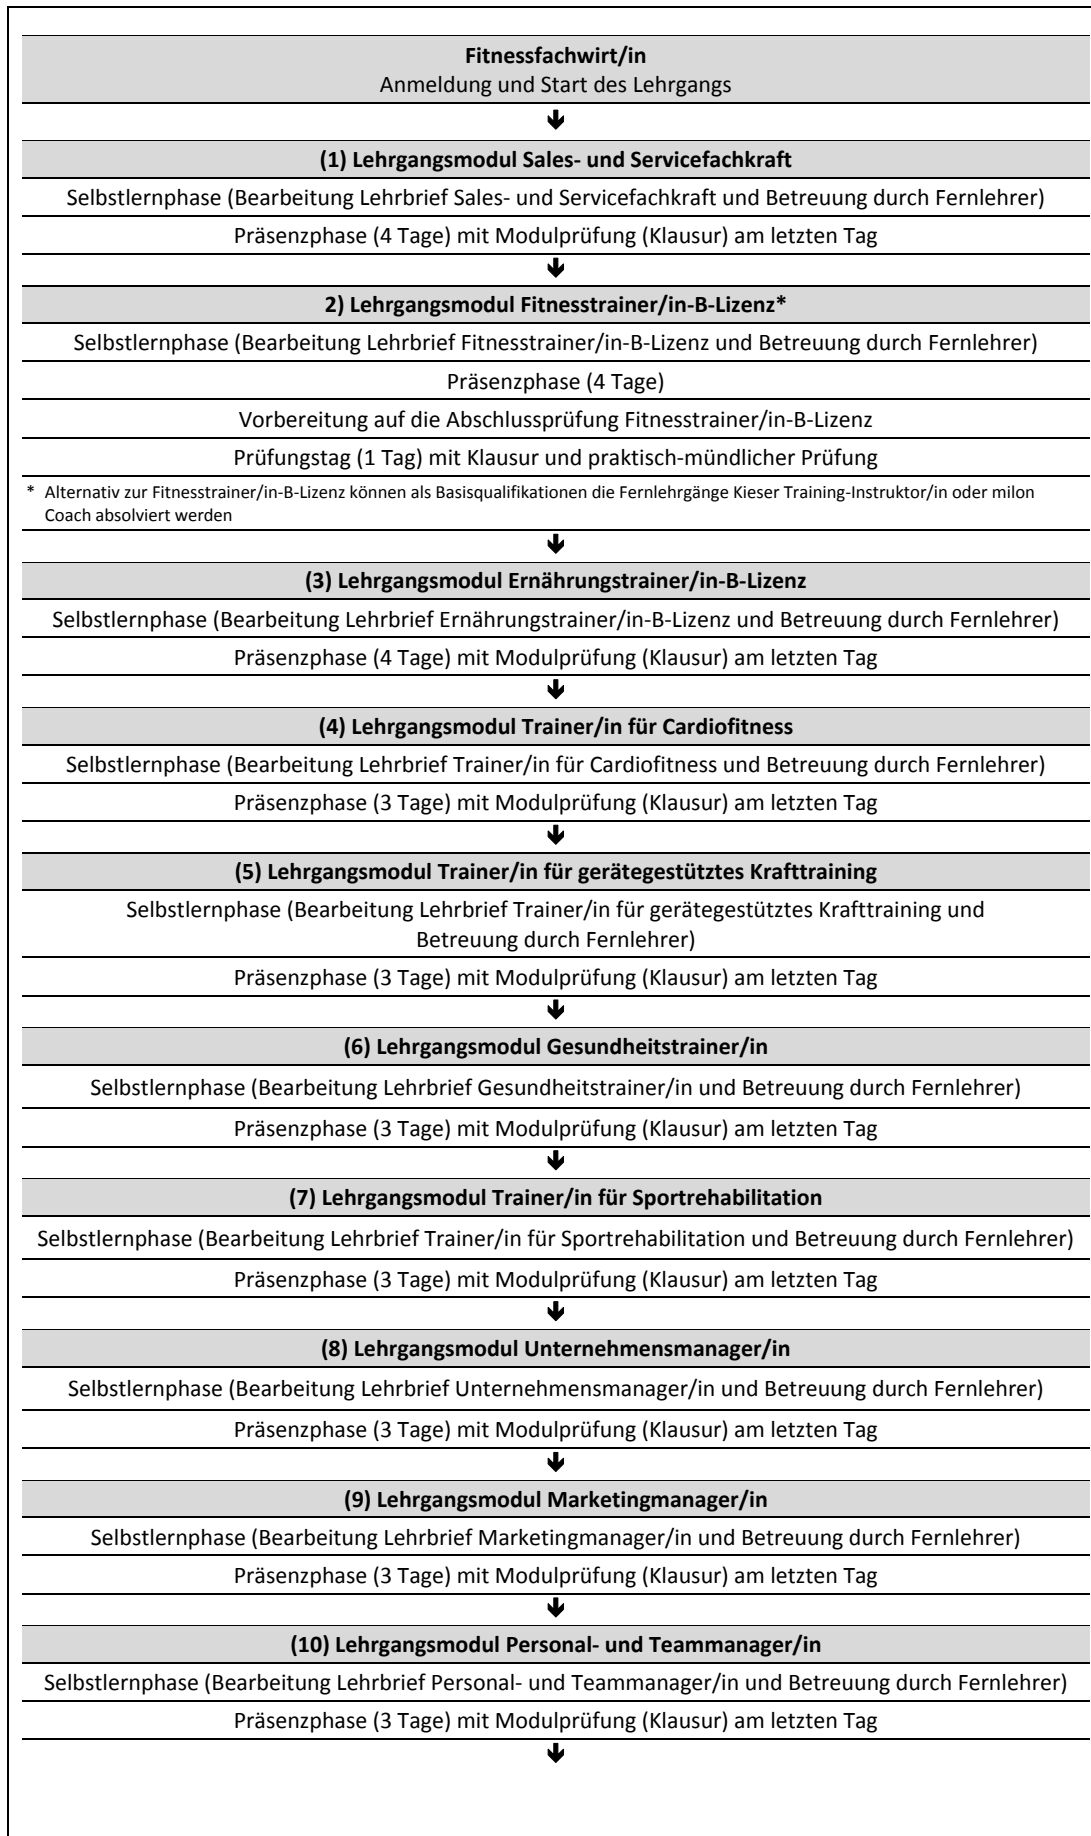 Fitnessfachwirt/in
Anmeldung und Start des Lehrgangs
(1) Lehrgangsmodul Sales- und Servicefachkraft
Selbstlernphase (Bearbeitung Lehrbrief Sales- und Servicefachkraft und Betreuung durch Fernlehrer)
Präsenzphase (4 Tage) mit Modulprüfung (Klausur) am letzten Tag
2) Lehrgangsmodul Fitnesstrainer/in-B-Lizenz*
Selbstlernphase (Bearbeitung Lehrbrief Fitnesstrainer/in-B-Lizenz und Betreuung durch Fernlehrer)
Präsenzphase (4 Tage)
Vorbereitung auf die Abschlussprüfung Fitnesstrainer/in-B-Lizenz
Prüfungstag (1 Tag) mit Klausur und praktisch-mündlicher Prüfung
* Alternativ zur Fitnesstrainer/in-B-Lizenz können als Basisqualifikationen die Fernlehrgänge Kieser Training-Instruktor/in oder milon
Coach absolviert werden
(3) Lehrgangsmodul Ernährungstrainer/in-B-Lizenz
Selbstlernphase (Bearbeitung Lehrbrief Ernährungstrainer/in-B-Lizenz und Betreuung durch Fernlehrer)
Präsenzphase (4 Tage) mit Modulprüfung (Klausur) am letzten Tag
(4) Lehrgangsmodul Trainer/in für Cardiofitness
Selbstlernphase (Bearbeitung Lehrbrief Trainer/in für Cardiofitness und Betreuung durch Fernlehrer)
Präsenzphase (3 Tage) mit Modulprüfung (Klausur) am letzten Tag
(5) Lehrgangsmodul Trainer/in für gerätegestütztes Krafttraining
Selbstlernphase (Bearbeitung Lehrbrief Trainer/in für gerätegestütztes Krafttraining und
Betreuung durch Fernlehrer)
Präsenzphase (3 Tage) mit Modulprüfung (Klausur) am letzten Tag
(6) Lehrgangsmodul Gesundheitstrainer/in
Selbstlernphase (Bearbeitung Lehrbrief Gesundheitstrainer/in und Betreuung durch Fernlehrer)
Präsenzphase (3 Tage) mit Modulprüfung (Klausur) am letzten Tag
(7) Lehrgangsmodul Trainer/in für Sportrehabilitation
Selbstlernphase (Bearbeitung Lehrbrief Trainer/in für Sportrehabilitation und Betreuung durch Fernlehrer)
Präsenzphase (3 Tage) mit Modulprüfung (Klausur) am letzten Tag
(8) Lehrgangsmodul Unternehmensmanager/in
Selbstlernphase (Bearbeitung Lehrbrief Unternehmensmanager/in und Betreuung durch Fernlehrer)
Präsenzphase (3 Tage) mit Modulprüfung (Klausur) am letzten Tag
(9) Lehrgangsmodul Marketingmanager/in
Selbstlernphase (Bearbeitung Lehrbrief Marketingmanager/in und Betreuung durch Fernlehrer)
Präsenzphase (3 Tage) mit Modulprüfung (Klausur) am letzten Tag
(10) Lehrgangsmodul Personal- und Teammanager/in
Selbstlernphase (Bearbeitung Lehrbrief Personal- und Teammanager/in und Betreuung durch Fernlehrer)
Präsenzphase (3 Tage) mit Modulprüfung (Klausur) am letzten Tag